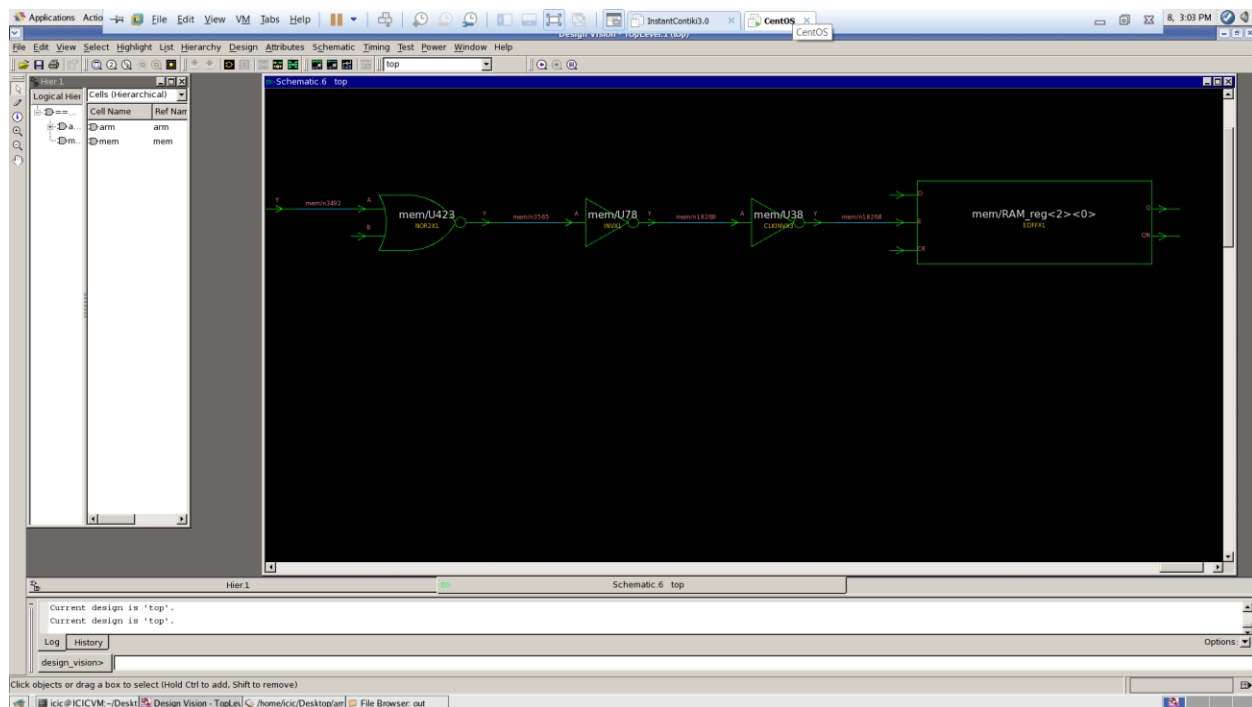 Applications Actio File Edit View VM Tabs Help InstantContiki3.0 × CentOS × 8, 3:03 PM
CentOS
Design Vision - TopLevel.1 (top)
File Edit View Select Highlight List Hierarchy Design Attributes Schematic Timing Test Power Window Help
top
Hier.1
Schematic.6 top
Logical Hier
Cells (Hierarchical)
Cell Name Ref Nam
arm arm
mem mem
Y mem/n3492 A
B
mem/U423
NOR2X1
Y mem/n3565 A
mem/U78
INVX1
Y mem/n18269 A
mem/U38
CLKINVX3
Y mem/n18268
D
E
CK
mem/RAM_reg<2><0>
EDFFX1
Q
QN
Hier.1 Schematic.6 top
Current design is 'top'.
Current design is 'top'.
Log History Options:
design_vision>
Click objects or drag a box to select (Hold Ctrl to add, Shift to remove)
icic@ICICVM:~/Deskt Design Vision - TopLev /home/icic/Desktop/arr File Browser: out